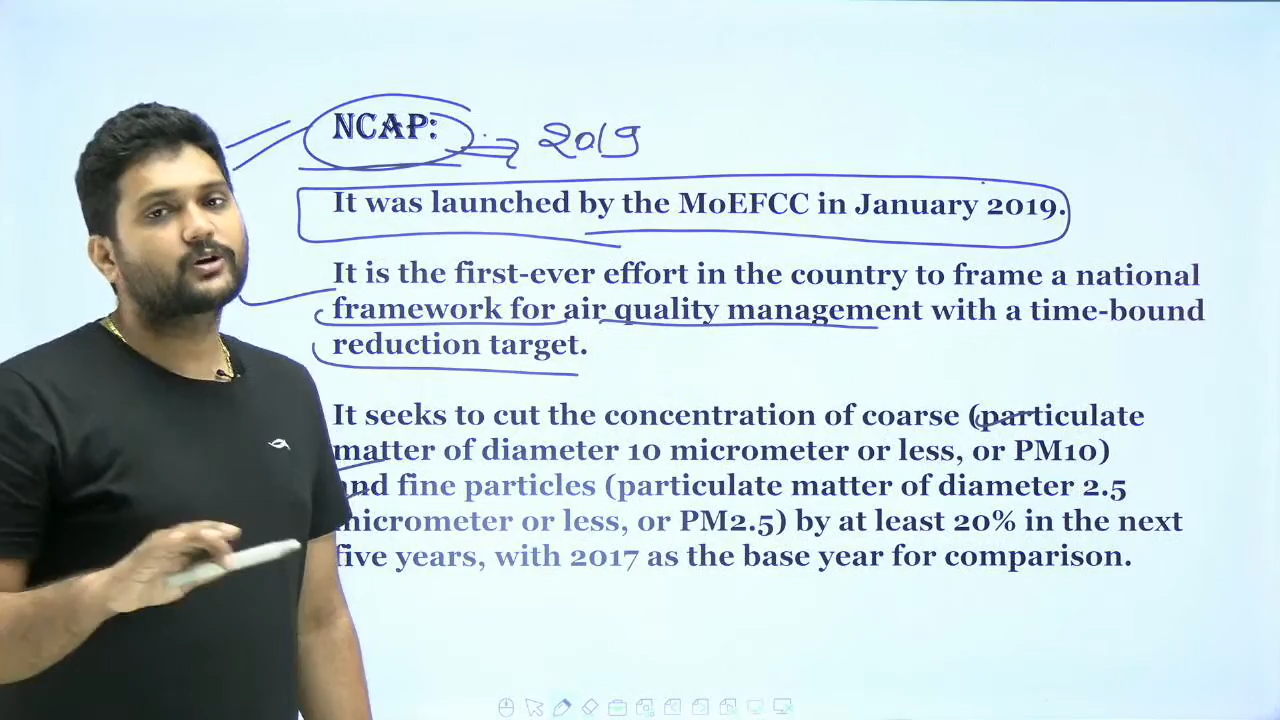 NCAP: 2019
It was launched by the MoEFCC in January 2019.
It is the first-ever effort in the country to frame a national
framework for air quality management with a time-bound
reduction target.
It seeks to cut the concentration of coarse (particulate
matter of diameter 10 micrometer or less, or PM10)
and fine particles (particulate matter of diameter 2.5
micrometer or less, or PM2.5) by at least 20% in the next
five years, with 2017 as the base year for comparison.